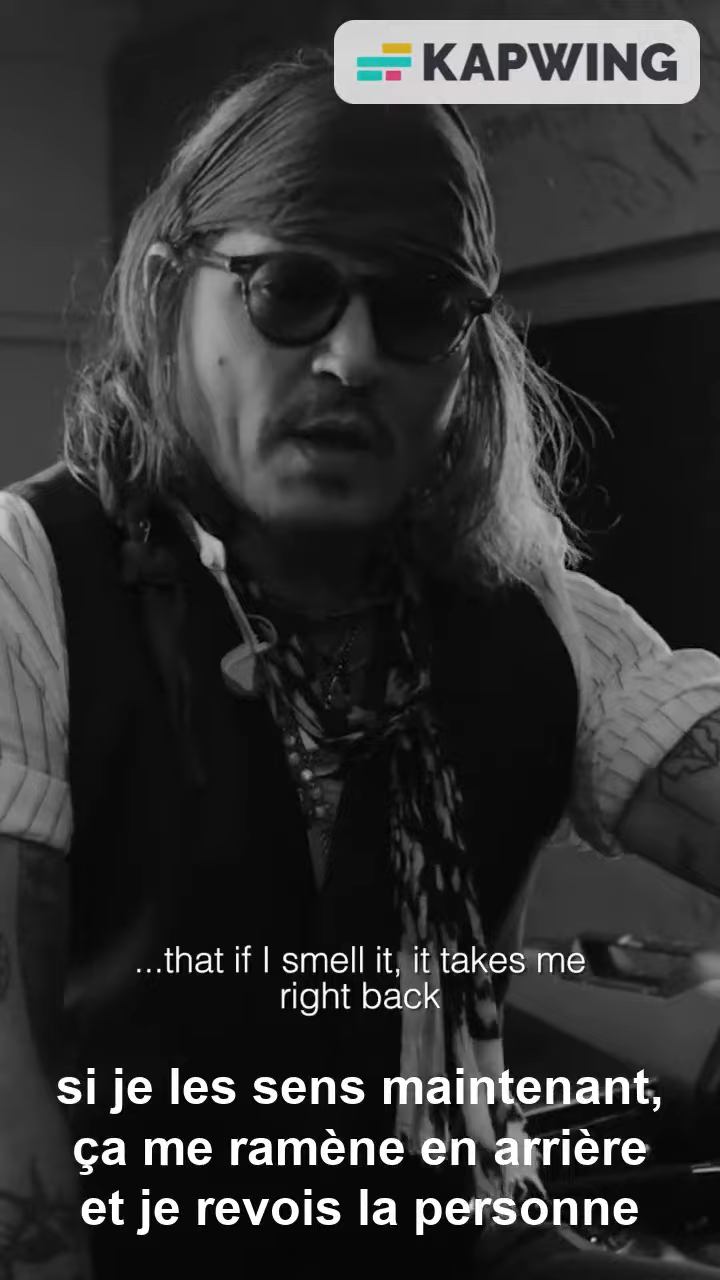 KAPWING
...that if I smell it, it takes me
right back
si je les sens maintenant,
ça me ramène en arrière
et je revois la personne